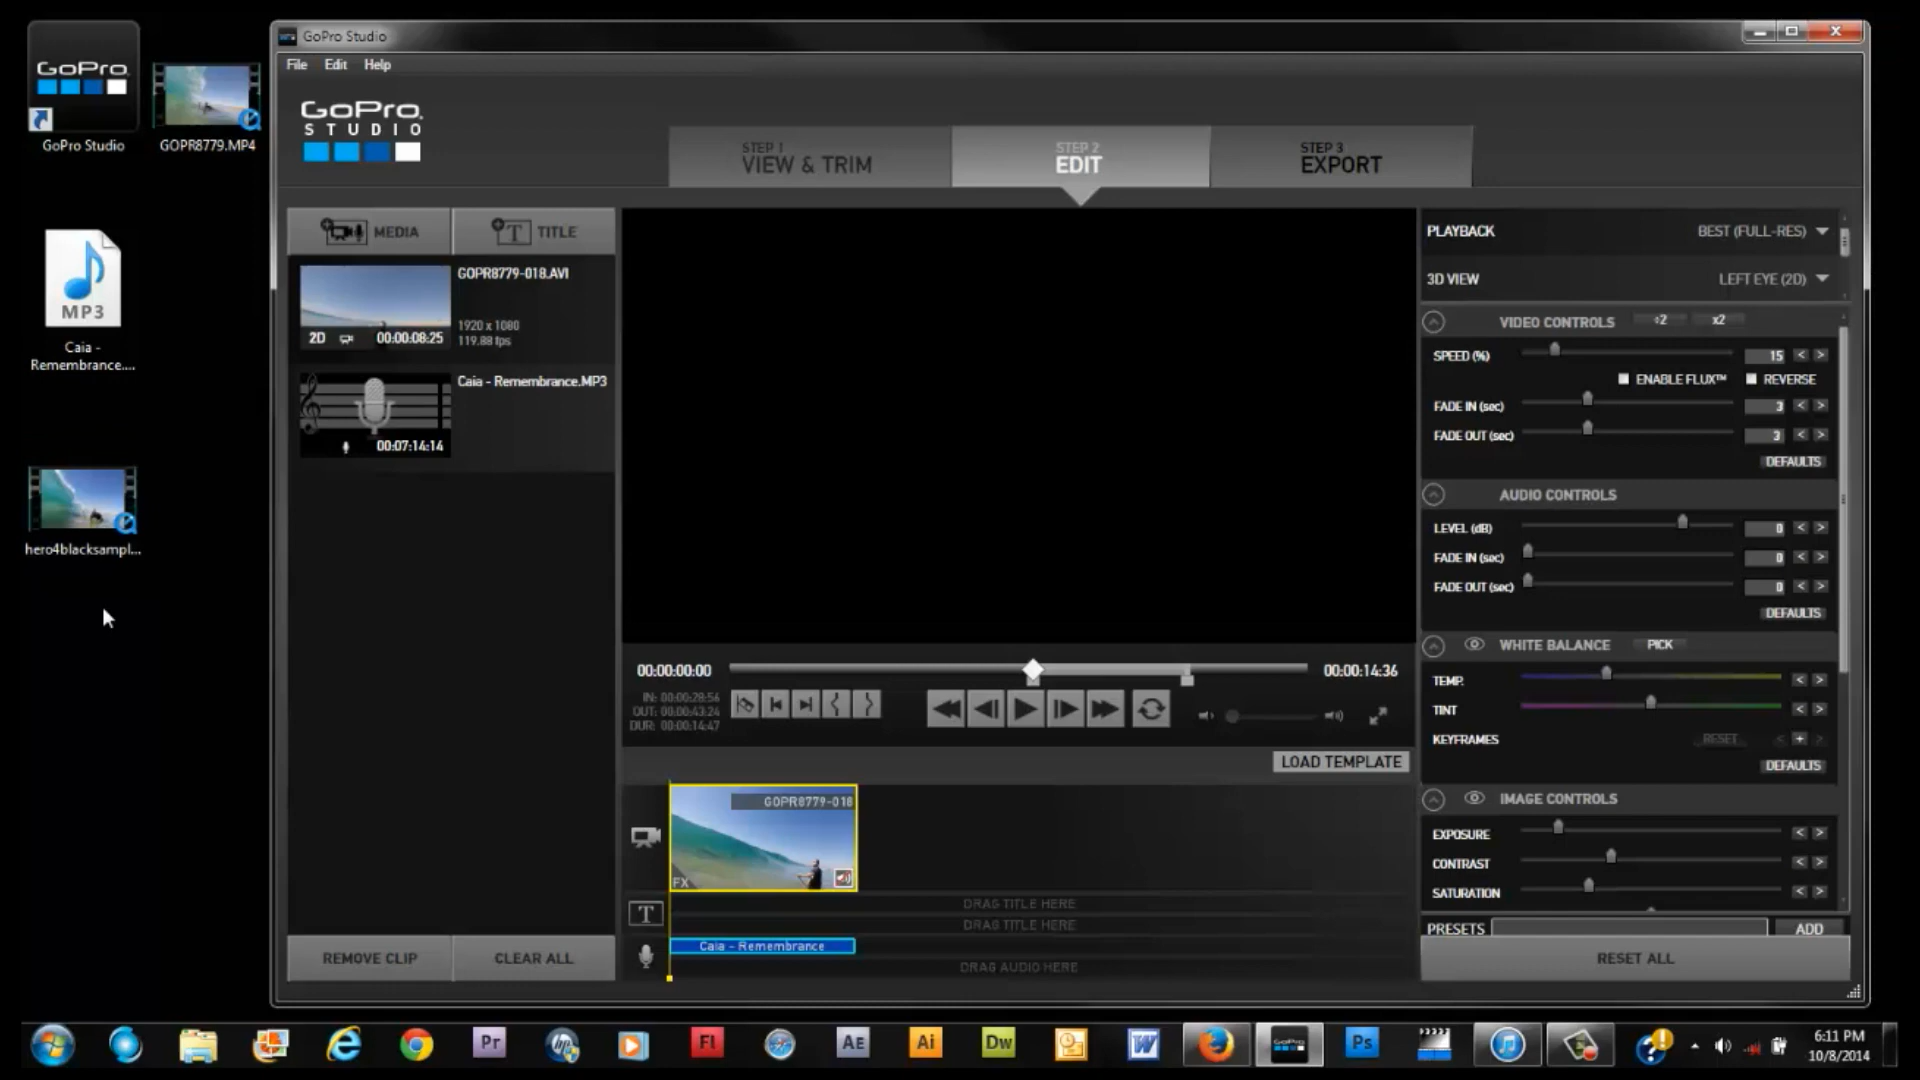 GoPro Studio
File Edit Help
GoPro
GoPro Studio
GOPR8779.MP4
GoPro
STUDIO
STEP 1
VIEW & TRIM
STEP 2
EDIT
STEP 3
EXPORT
MEDIA
TITLE
GOPR8779-018.AVI
2D
00:00:08:25
1920 x 1080
119.88 fps
Caia - Remembrance.MP3
00:07:14:14
MP3
Caia -
Remembrance....
hero4blacksampl...
REMOVE CLIP
CLEAR ALL
00:00:00:00
00:00:14:36
IN: 00:00:28:56
OUT: 00:00:43:24
DUR: 00:00:14:47
LOAD TEMPLATE
GOPR8779-018
FX
T
DRAG TITLE HERE
DRAG TITLE HERE
Caia - Remembrance
DRAG AUDIO HERE
PLAYBACK BEST (FULL-RES)
3D VIEW LEFT EYE (2D)
VIDEO CONTROLS ÷2 x2
SPEED (%) 15 < >
ENABLE FLUX™ REVERSE
FADE IN (sec) 3 < >
FADE OUT (sec) 3 < >
DEFAULTS
AUDIO CONTROLS
LEVEL (dB) 0 < >
FADE IN (sec) 0 < >
FADE OUT (sec) 0 < >
DEFAULTS
WHITE BALANCE PICK
TEMP. < >
TINT < >
KEYFRAMES RESET < + >
DEFAULTS
IMAGE CONTROLS
EXPOSURE < >
CONTRAST < >
SATURATION < >
PRESETS ADD
RESET ALL
Pr
hp
Fl
AE
Ai
Dw
W
GoPro
Ps
6:11 PM
10/8/2014